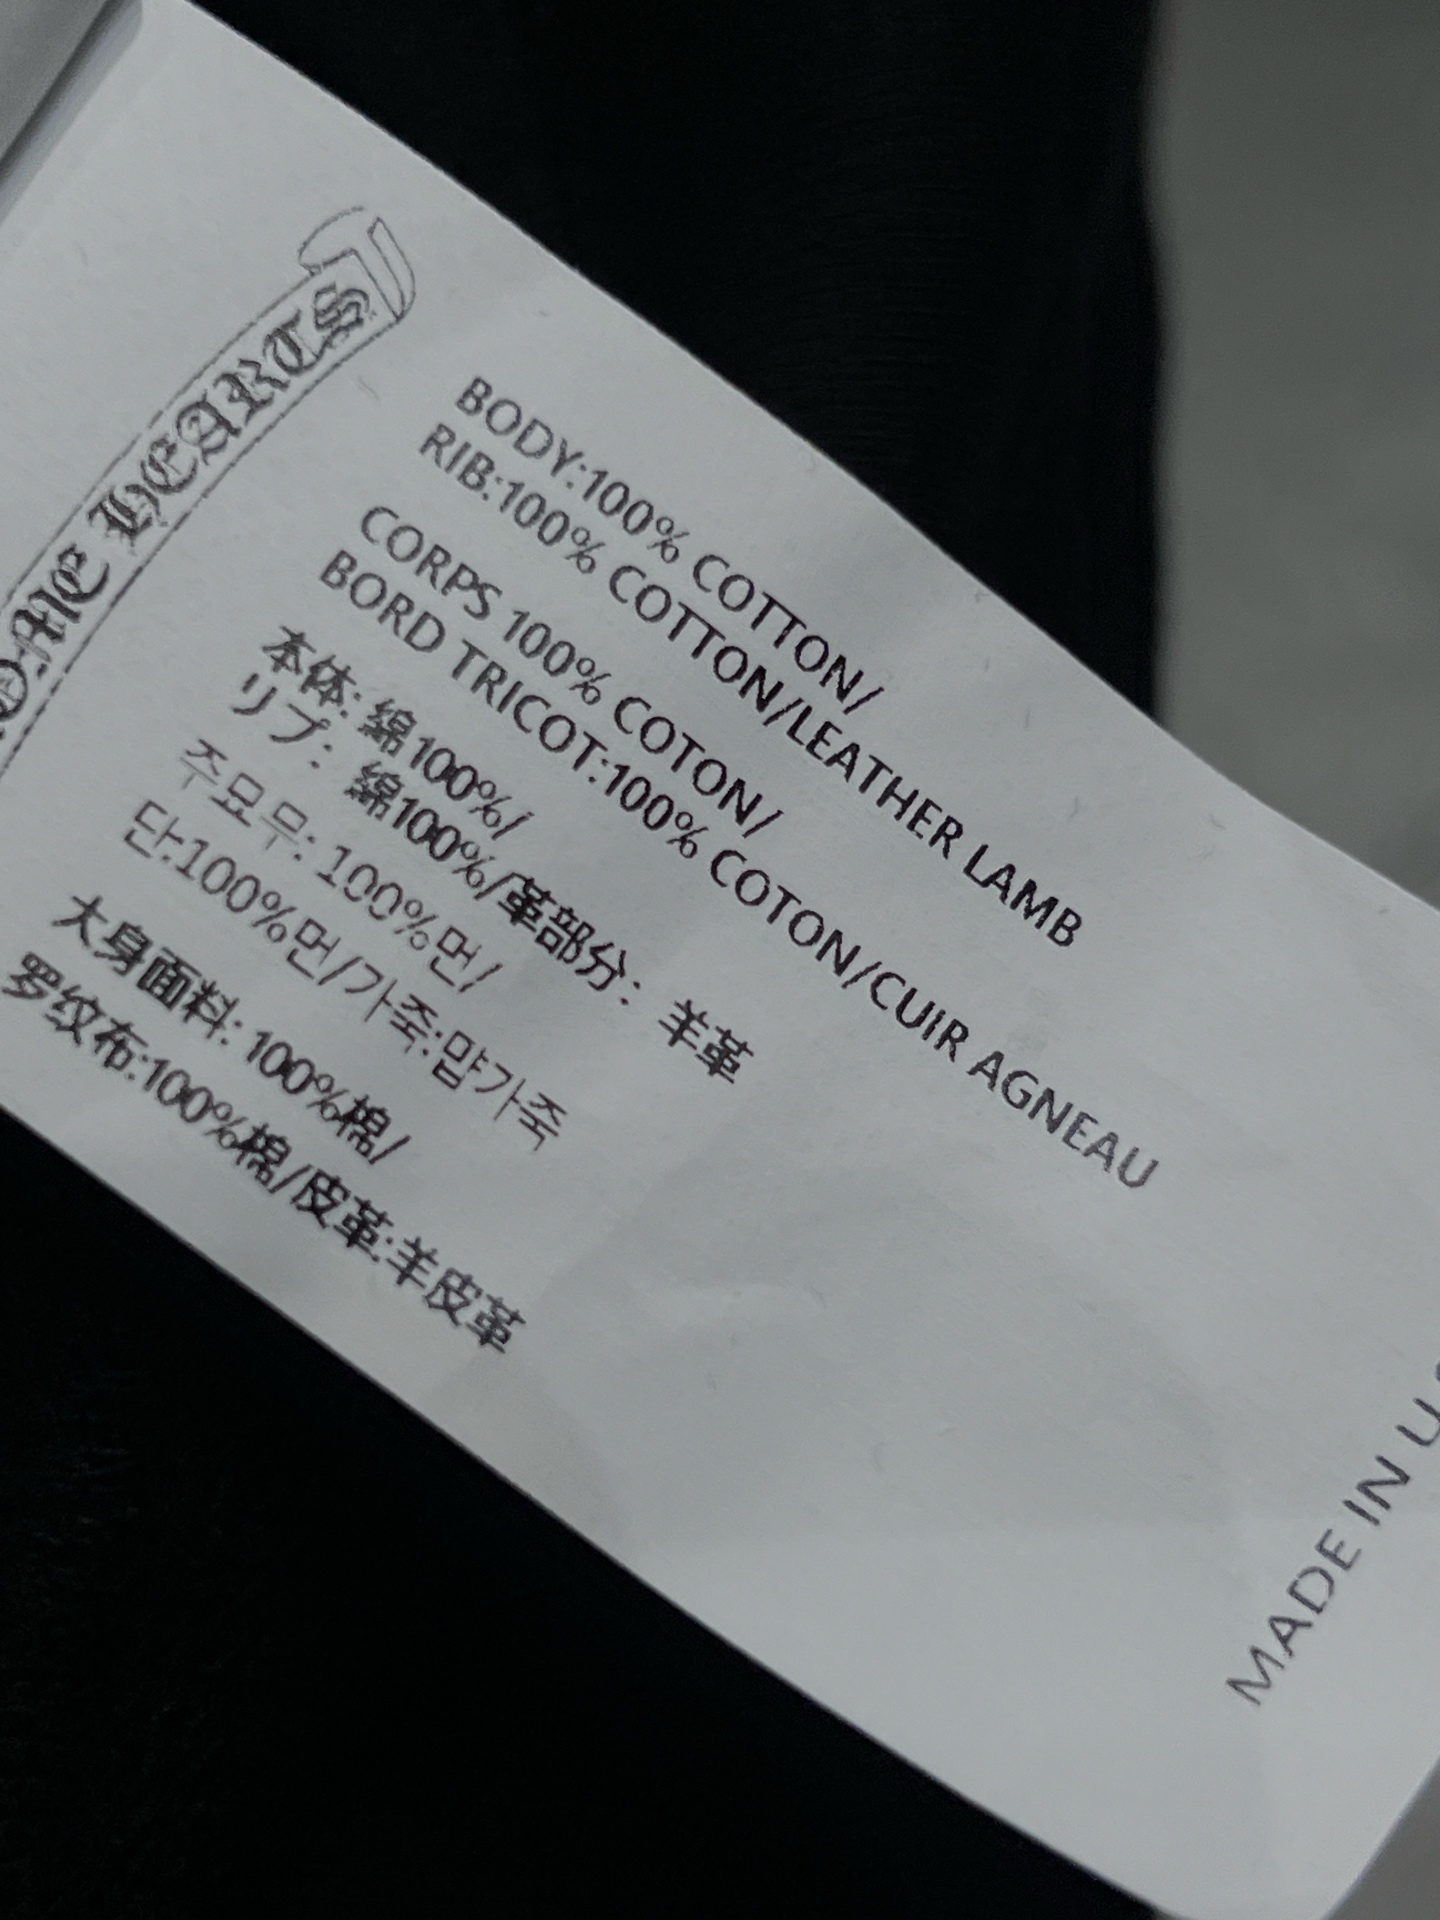 HEARTS
BODY:100% COTTON/
RIB:100% COTTON/LEATHER LAMB
CORPS 100% COTON/
BORD TRICOT:100% COTON/CUIR AGNEAU
本体: 綿100%/
リブ: 綿100%/革部分: 羊革
주요무: 100%면/
단:100%면/가죽:맙가죽
大身面料: 100%棉/
罗纹布:100%棉/皮革:羊皮革
MADE IN